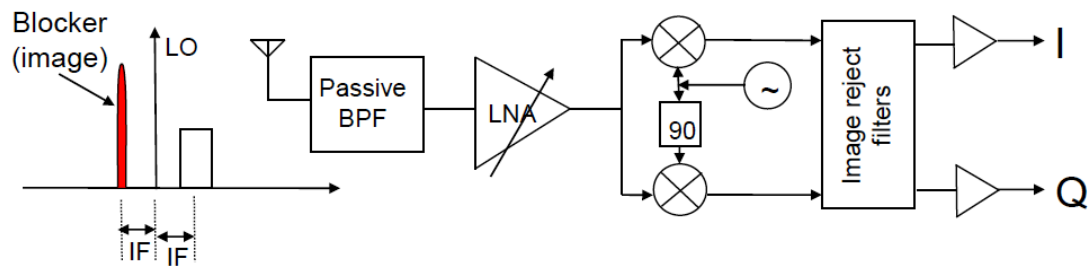 Blocker
(image)
LO
IF
IF
Passive
BPF
LNA
~
90
Image reject
filters
I
Q